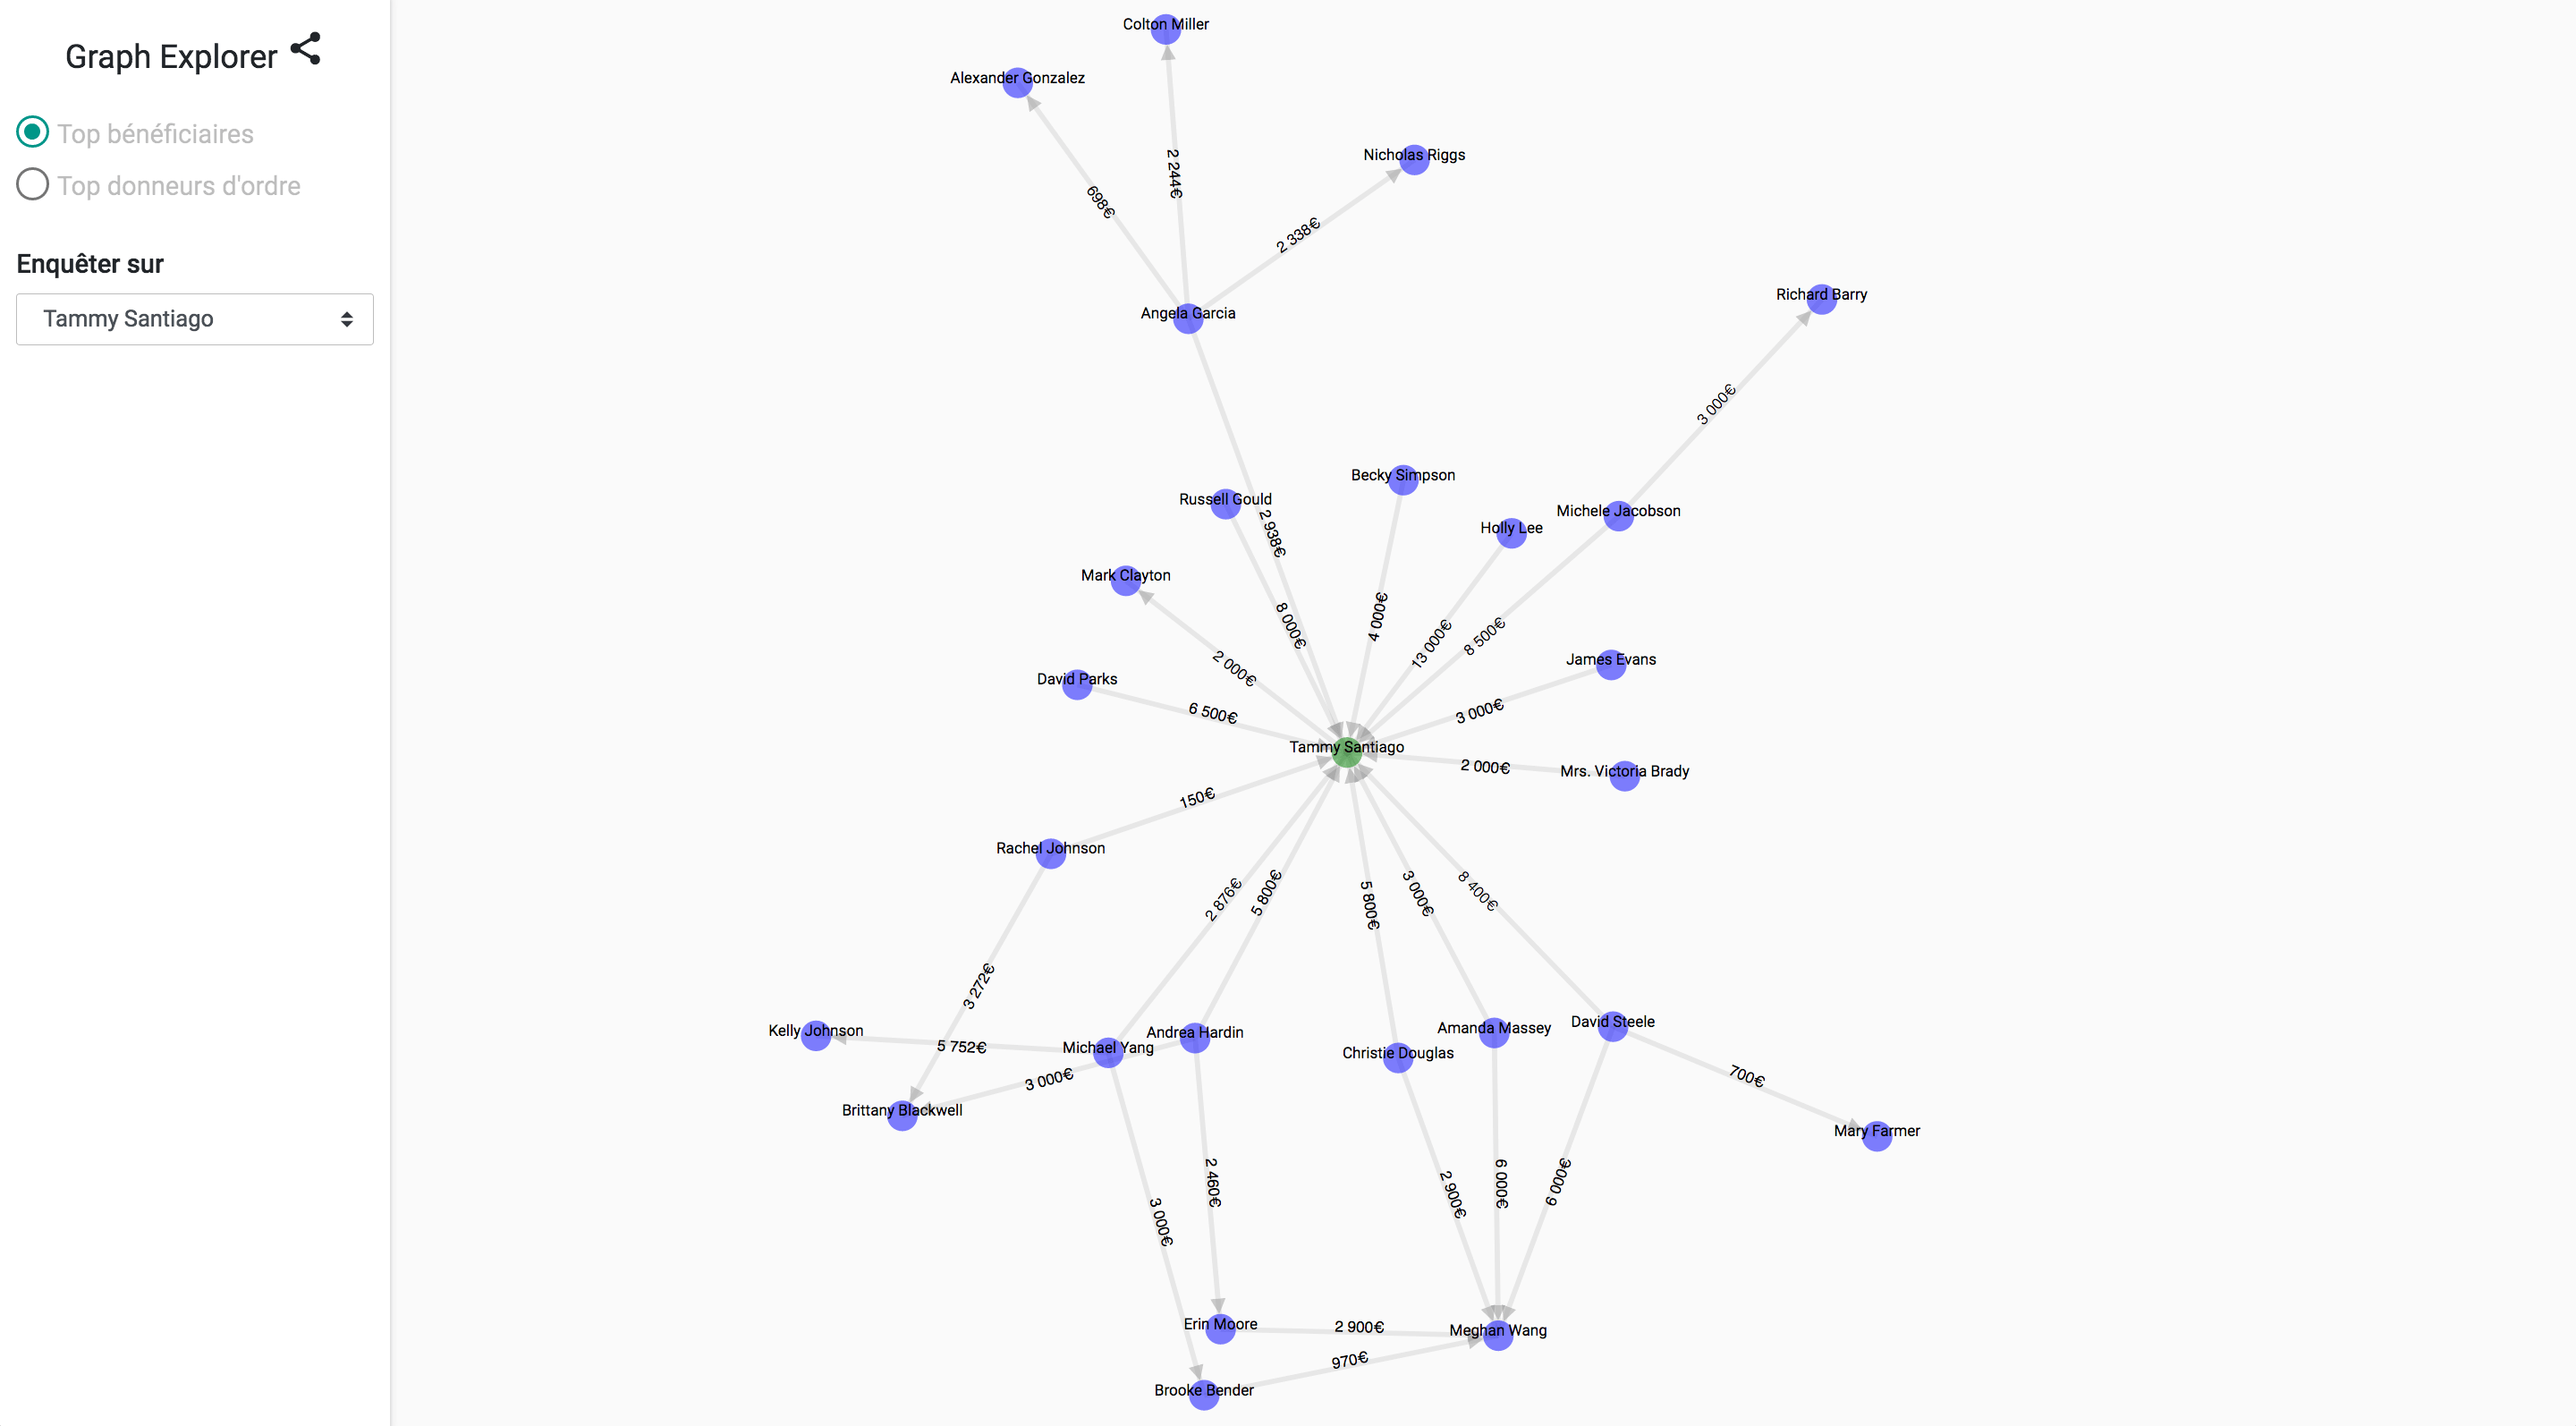 Graph Explorer
Top bénéficiaires
Top donneurs d'ordre
Enquêter sur
Tammy Santiago
Colton Miller
Alexander Gonzalez
Nicholas Riggs
2 244€
698€
2 338€
Angela Garcia
Richard Barry
3 000€
Becky Simpson
Russell Gould
Michele Jacobson
Holly Lee
2 938€
Mark Clayton
8 000€
4 000€
13 000€
8 500€
James Evans
2 000€
David Parks
6 500€
3 000€
Tammy Santiago
2 000€
Mrs. Victoria Brady
150€
Rachel Johnson
2 876€
5 800€
5 800€
3 000€
8 400€
3 272€
Kelly Johnson
5 752€
Michael Yang
Andrea Hardin
Christie Douglas
Amanda Massey
David Steele
3 000€
700€
Brittany Blackwell
Mary Farmer
2 460€
2 900€
6 000€
6 000€
3 000€
Erin Moore
2 900€
Meghan Wang
970€
Brooke Bender